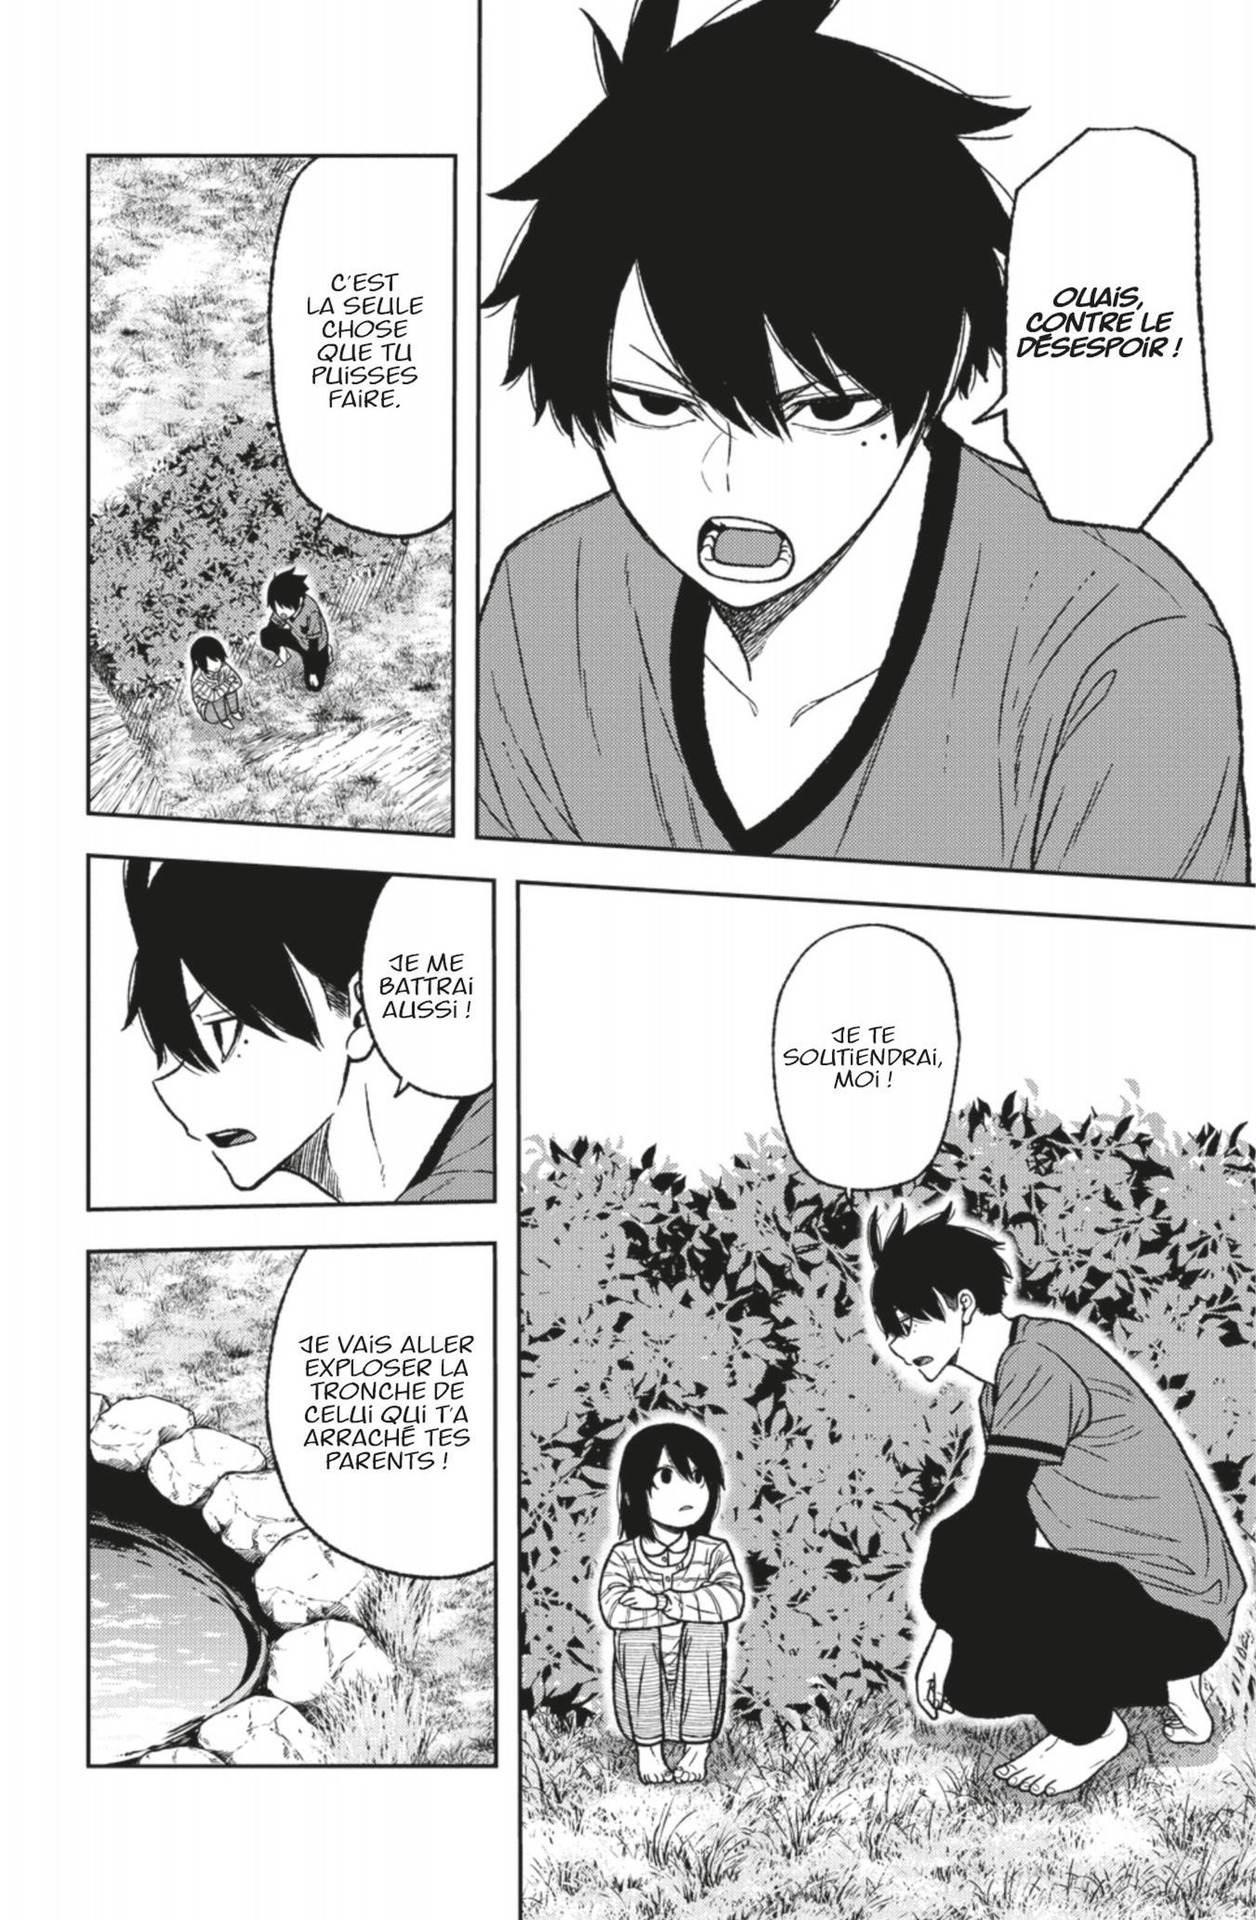 OUAIS,
CONTRE LE
DÉSESPOIR !
C'EST
LA SEULE
CHOSE
QUE TU
PUISSES
FAIRE.
JE TE
SOUTIENDRAI,
MOI !
JE ME
BATTRAI
AUSSI !
JE VAIS ALLER
EXPLOSER LA
TRONCHE DE
CELUI QUI T'A
ARRACHÉ TES
PARENTS !